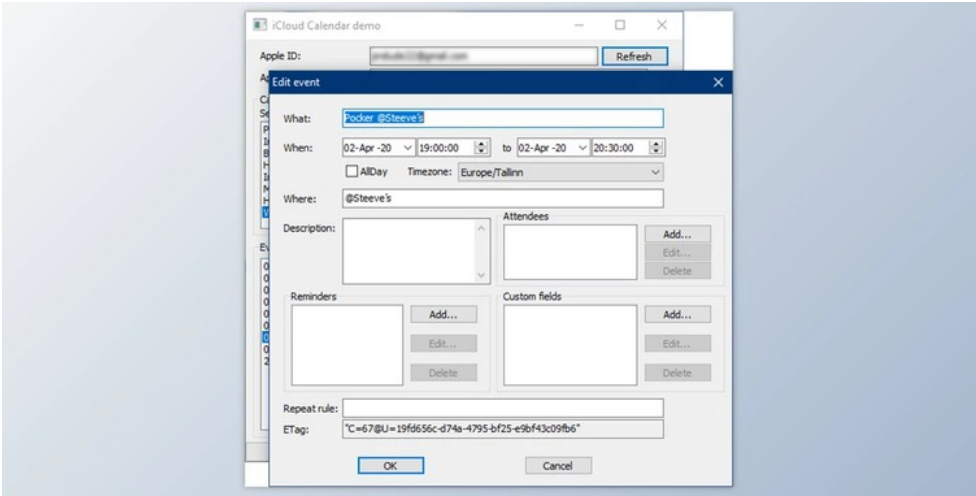 iCloud Calendar demo
Apple ID: Refresh
Edit event
What: Pocker @Steeve's
When: 02-Apr -20 19:00:00 to 02-Apr -20 20:30:00
AllDay Timezone: Europe/Tallinn
Where: @Steeve's
Description:
Attendees
Add...
Edit...
Delete
Reminders
Add...
Edit...
Delete
Custom fields
Add...
Edit...
Delete
Repeat rule:
ETag: "C=67@U=19fd656c-d74a-4795-bf25-e9bf43c09fb6"
OK Cancel